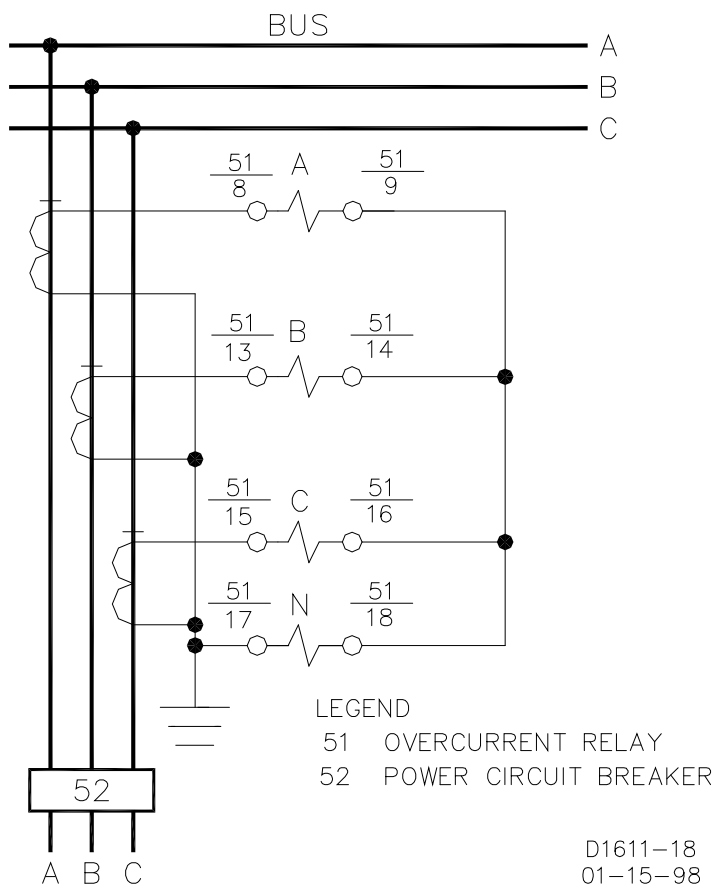 BUS
A
B
C
51 A 51
8 9
51 B 51
13 14
51 C 51
15 16
51 N 51
17 18
LEGEND
51 OVERCURRENT RELAY
52 POWER CIRCUIT BREAKER
52
A B C
D1611-18
01-15-98